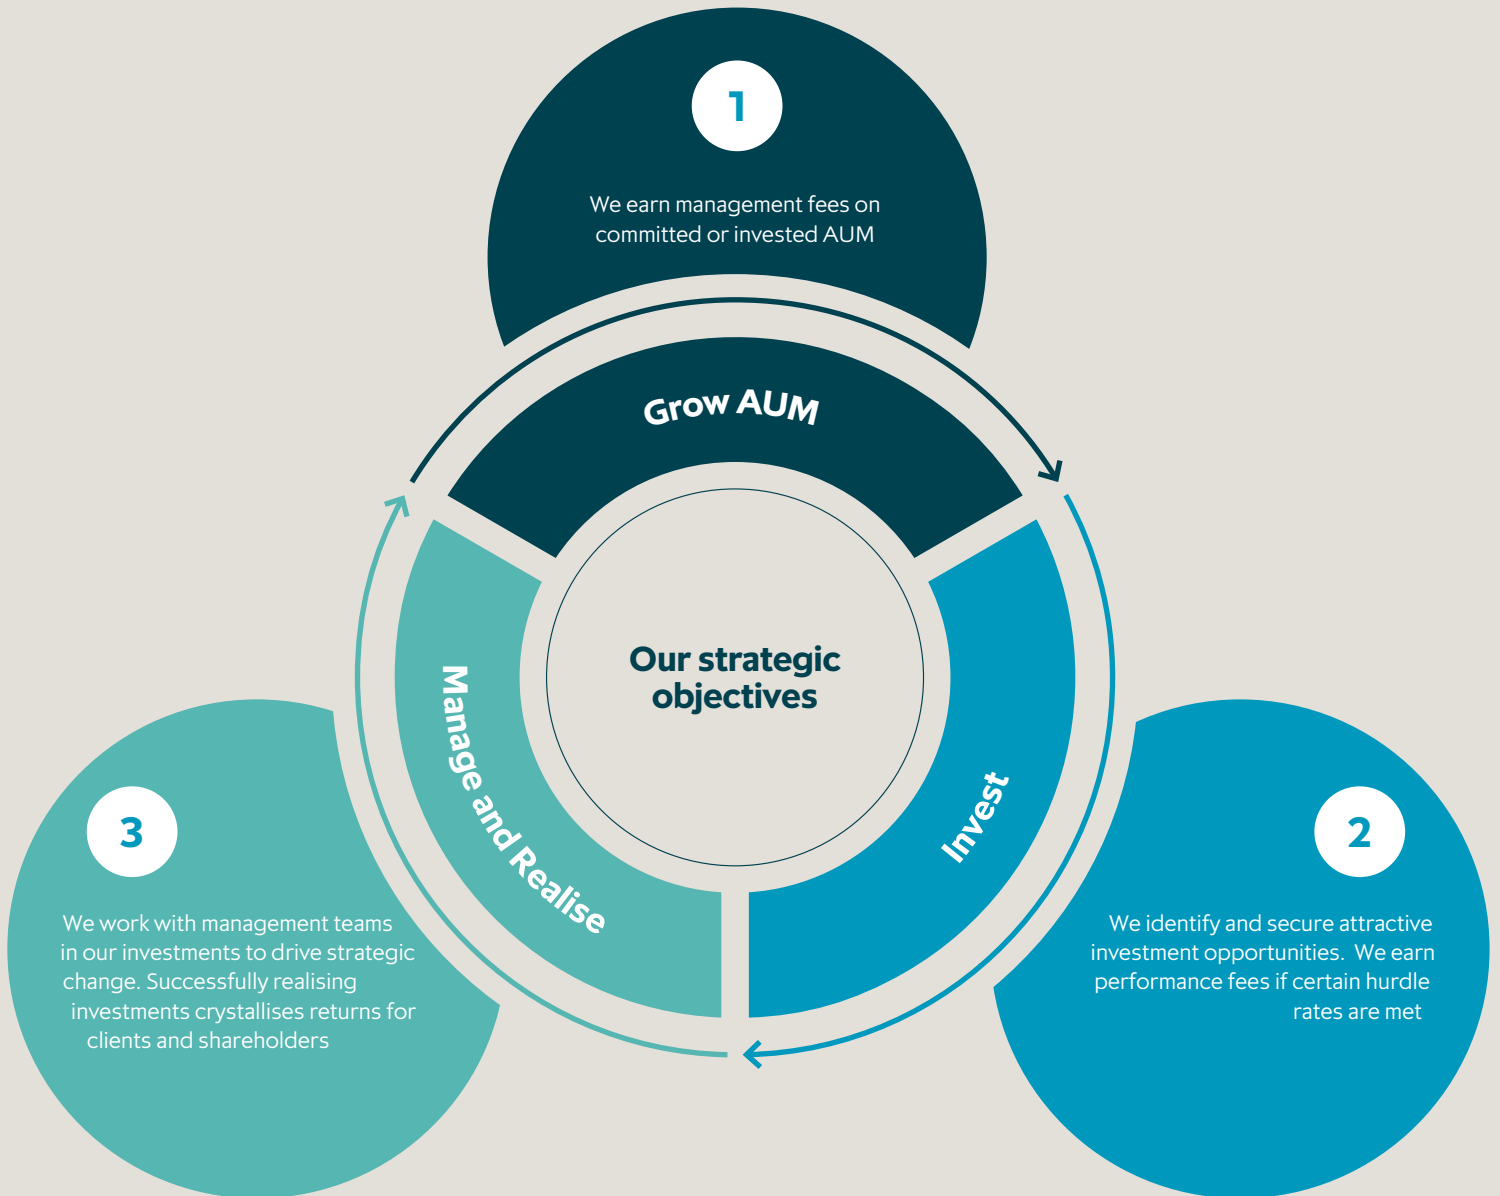 1
We earn management fees on
committed or invested AUM
Grow AUM
Our strategic
objectives
Invest
2
We identify and secure attractive
investment opportunities.  We earn
performance fees if certain hurdle
rates are met
Manage and Realise
3
We work with management teams
in our investments to drive strategic
change. Successfully realising
investments crystallises returns for
clients and shareholders